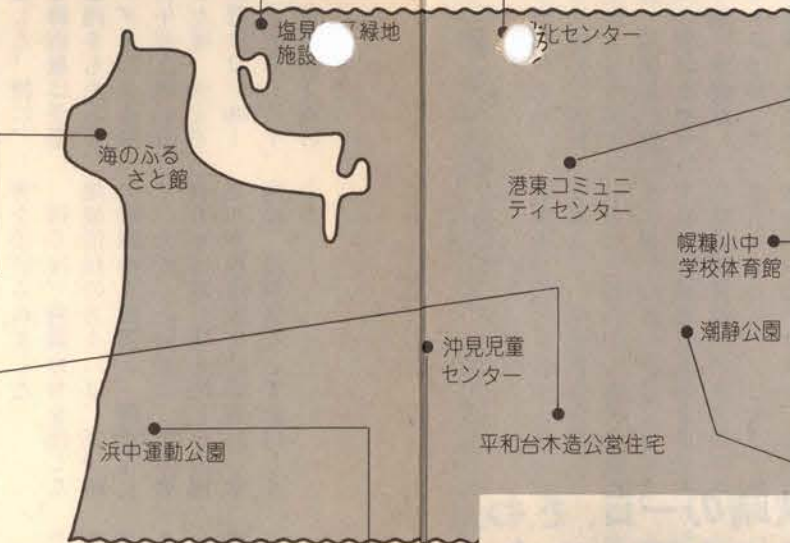 塩見 区緑地
施設
化センター
海のふる
さと館
港東コミュニ
ティセンター
幌糠小中
学校体育館
潮静公園
沖見児童
センター
平和台木造公営住宅
浜中運動公園